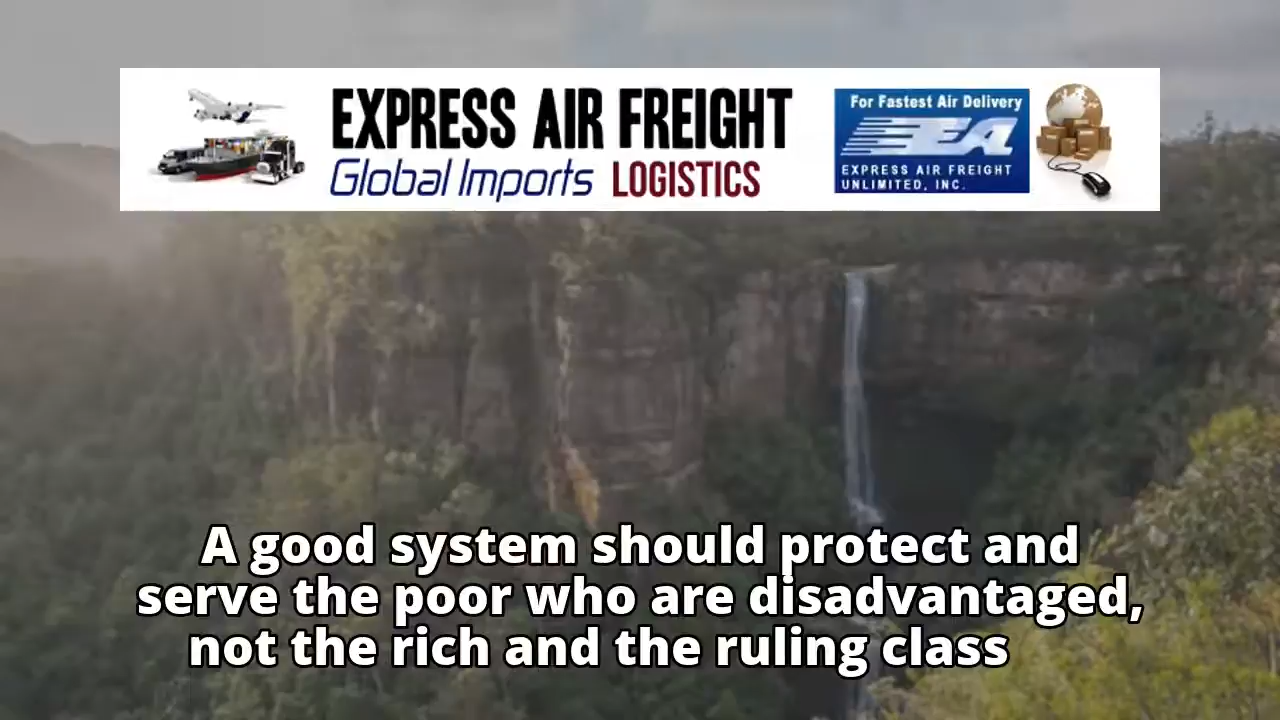 EXPRESS AIR FREIGHT
Global Imports LOGISTICS
For Fastest Air Delivery
EA
EXPRESS AIR FREIGHT
UNLIMITED, INC.
A good system should protect and
serve the poor who are disadvantaged,
not the rich and the ruling class